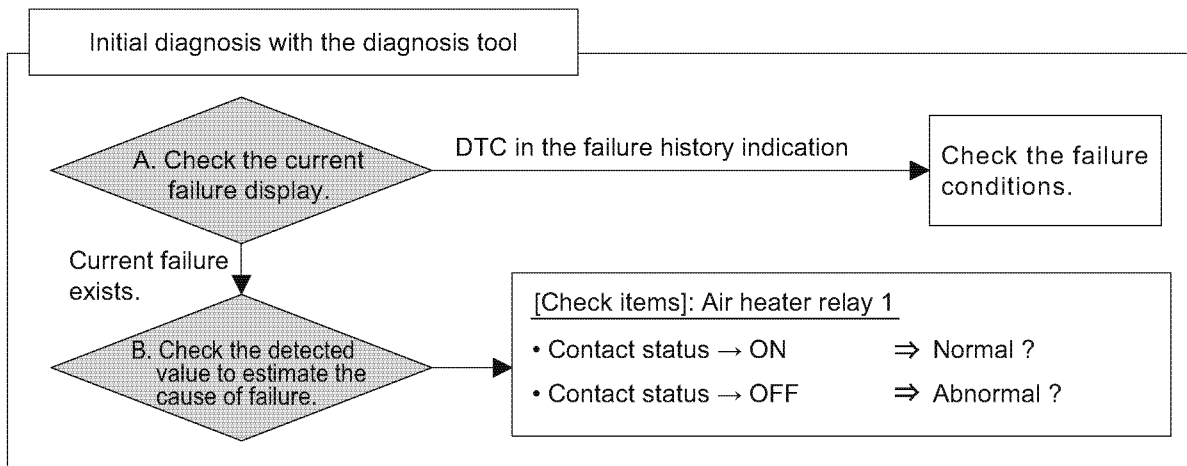 Initial diagnosis with the diagnosis tool
A. Check the current
failure display.
DTC in the failure history indication
Check the failure
conditions.
Current failure
exists.
B. Check the detected
value to estimate the
cause of failure.
[Check items]: Air heater relay 1
• Contact status → ON ⇒ Normal ?
• Contact status → OFF ⇒ Abnormal ?